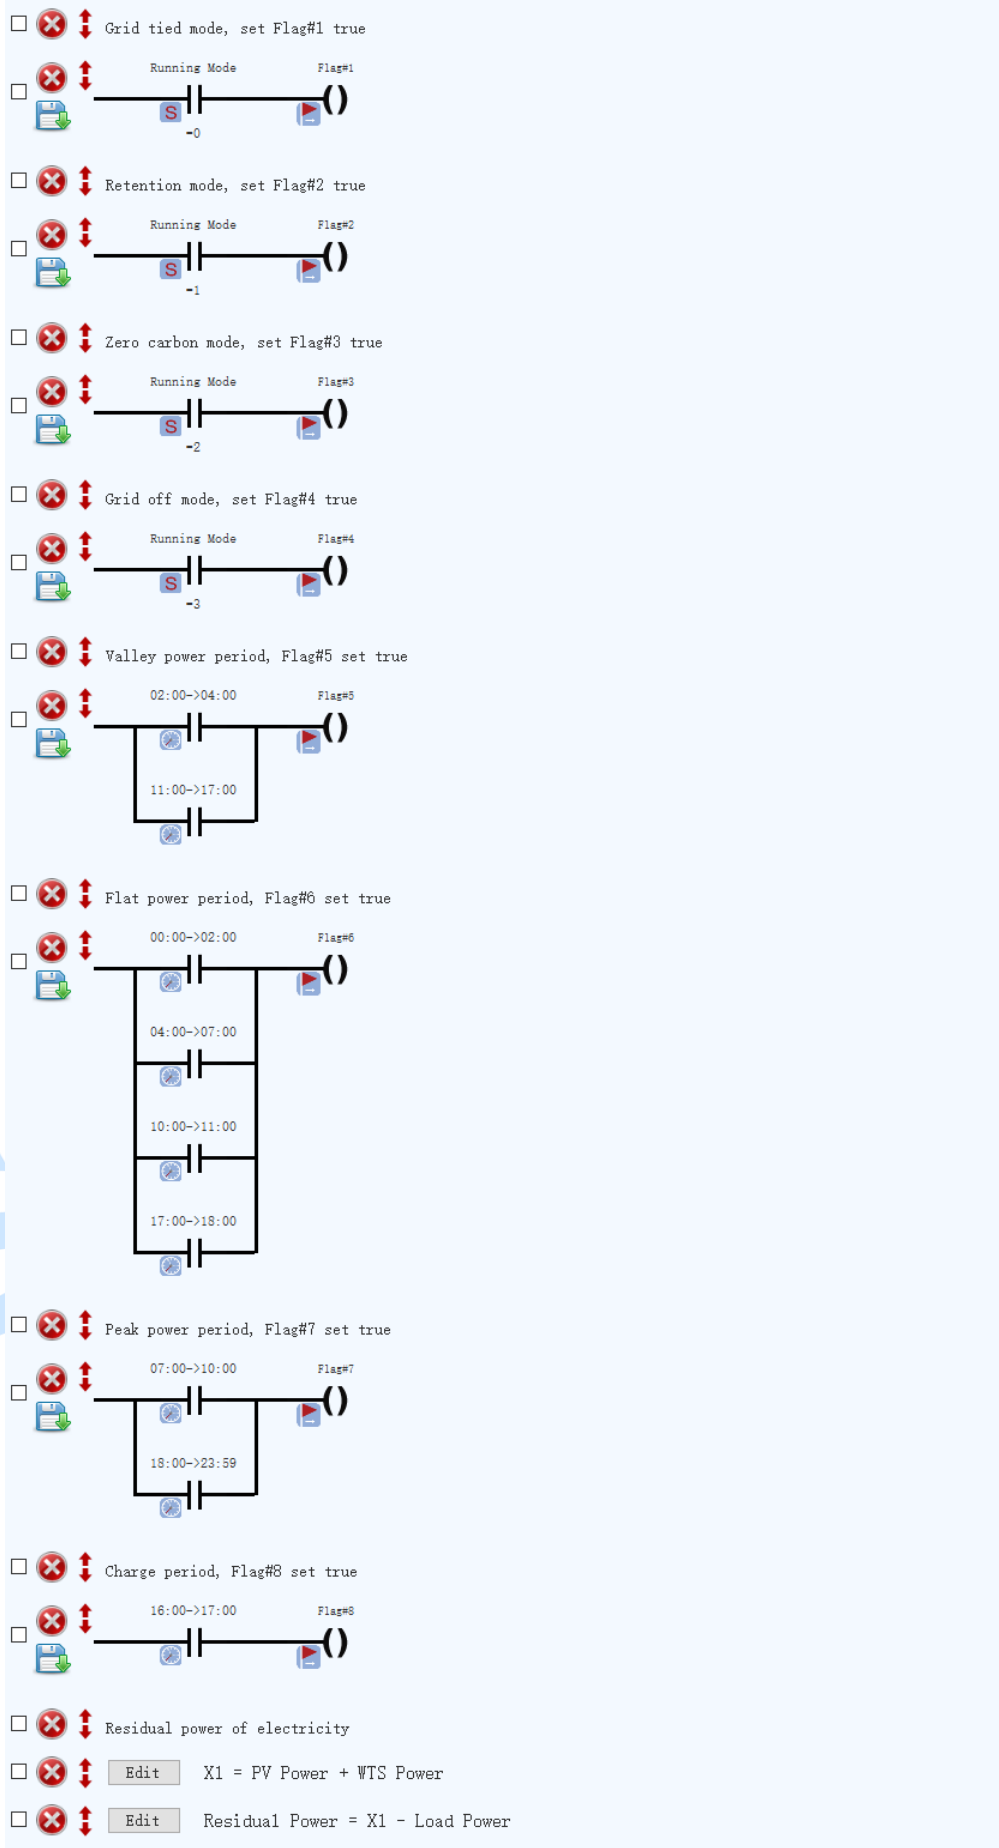 Grid tied mode, set Flag#1 true
Running Mode Flag#1
S
=0
Retention mode, set Flag#2 true
Running Mode Flag#2
S
=1
Zero carbon mode, set Flag#3 true
Running Mode Flag#3
S
=2
Grid off mode, set Flag#4 true
Running Mode Flag#4
S
=3
Valley power period, Flag#5 set true
02:00->04:00 Flag#5
11:00->17:00
Flat power period, Flag#6 set true
00:00->02:00 Flag#6
04:00->07:00
10:00->11:00
17:00->18:00
Peak power period, Flag#7 set true
07:00->10:00 Flag#7
18:00->23:59
Charge period, Flag#8 set true
16:00->17:00 Flag#8
Residual power of electricity
Edit X1 = PV Power + WTS Power
Edit Residual Power = X1 - Load Power